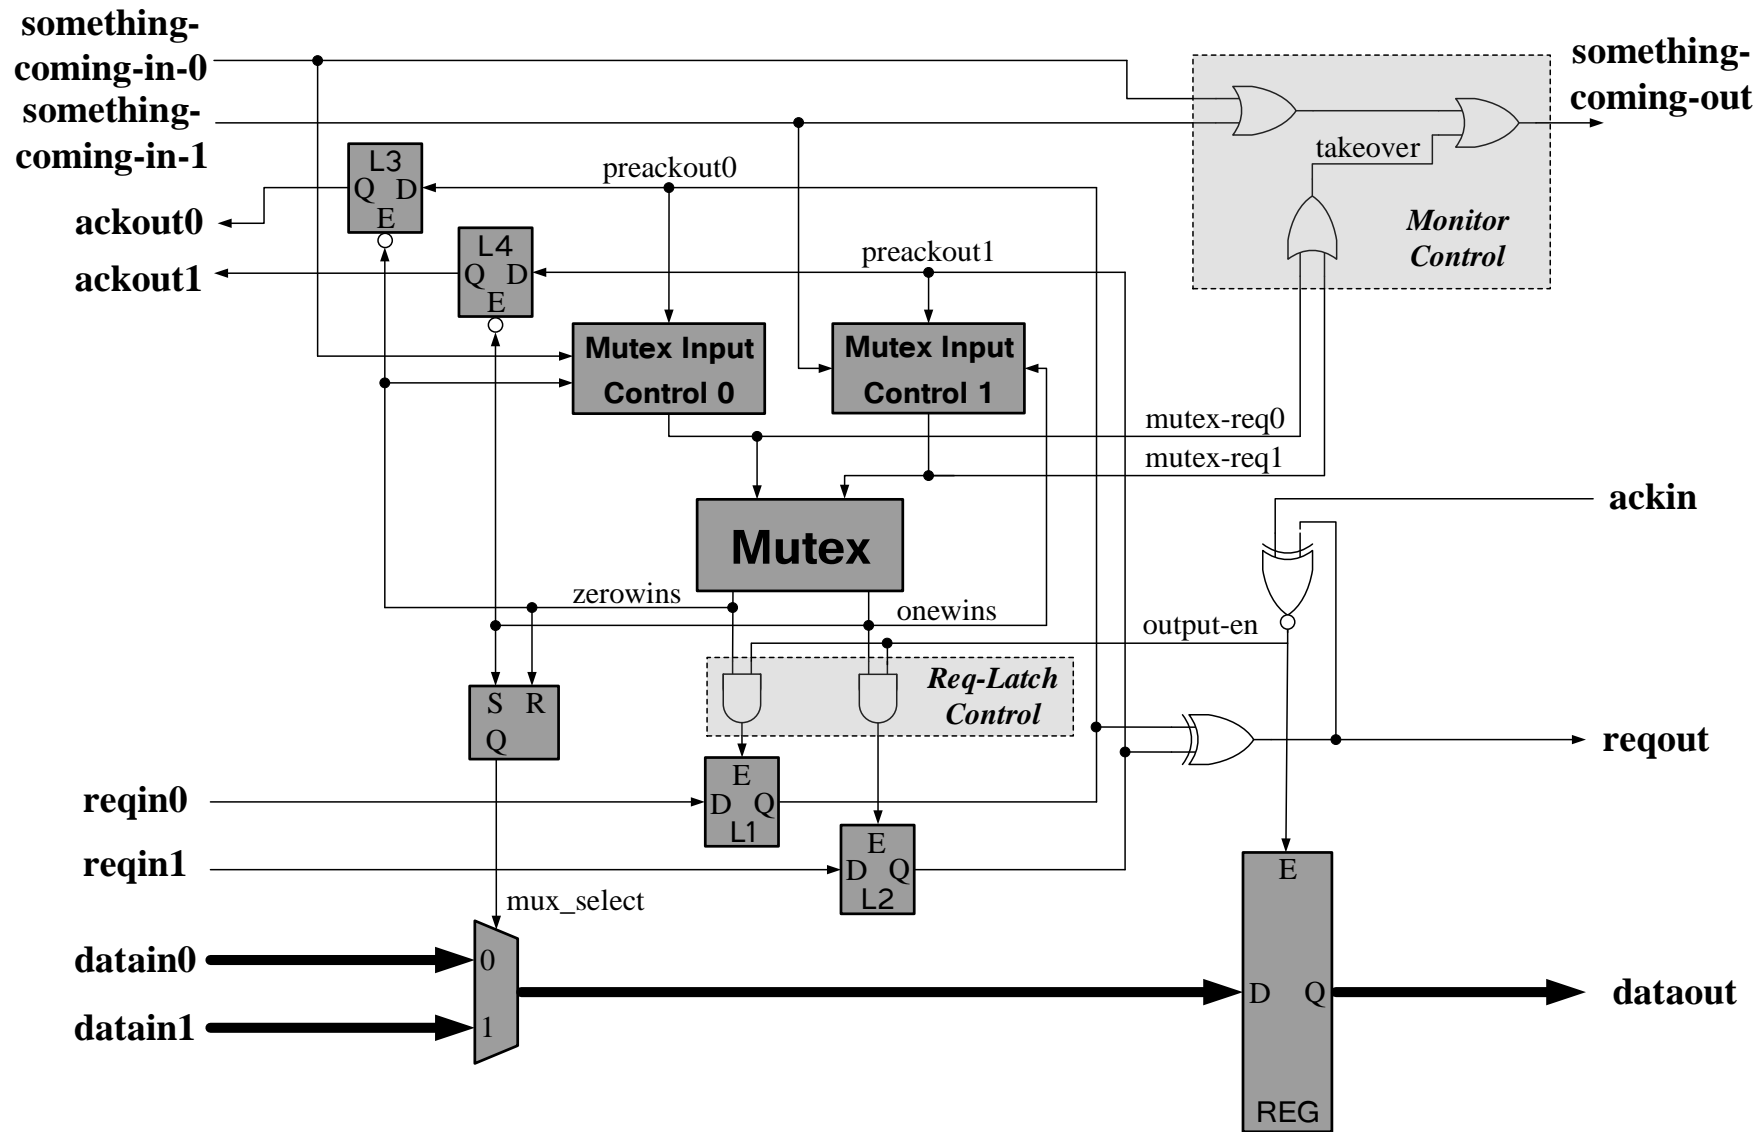 something-
coming-in-0
something-
coming-in-1
something-
coming-out
L3
Q D
E
preackout0
takeover
Monitor
Control
ackout0
L4
Q D
E
preackout1
ackout1
Mutex Input
Control 0
Mutex Input
Control 1
mutex-req0
mutex-req1
Mutex
ackin
zerowins
onewins
output-en
Req-Latch
Control
S R
Q
reqout
E
D Q
L1
reqin0
E
D Q
L2
reqin1
mux_select
E
datain0
0
D Q
dataout
datain1
1
REG